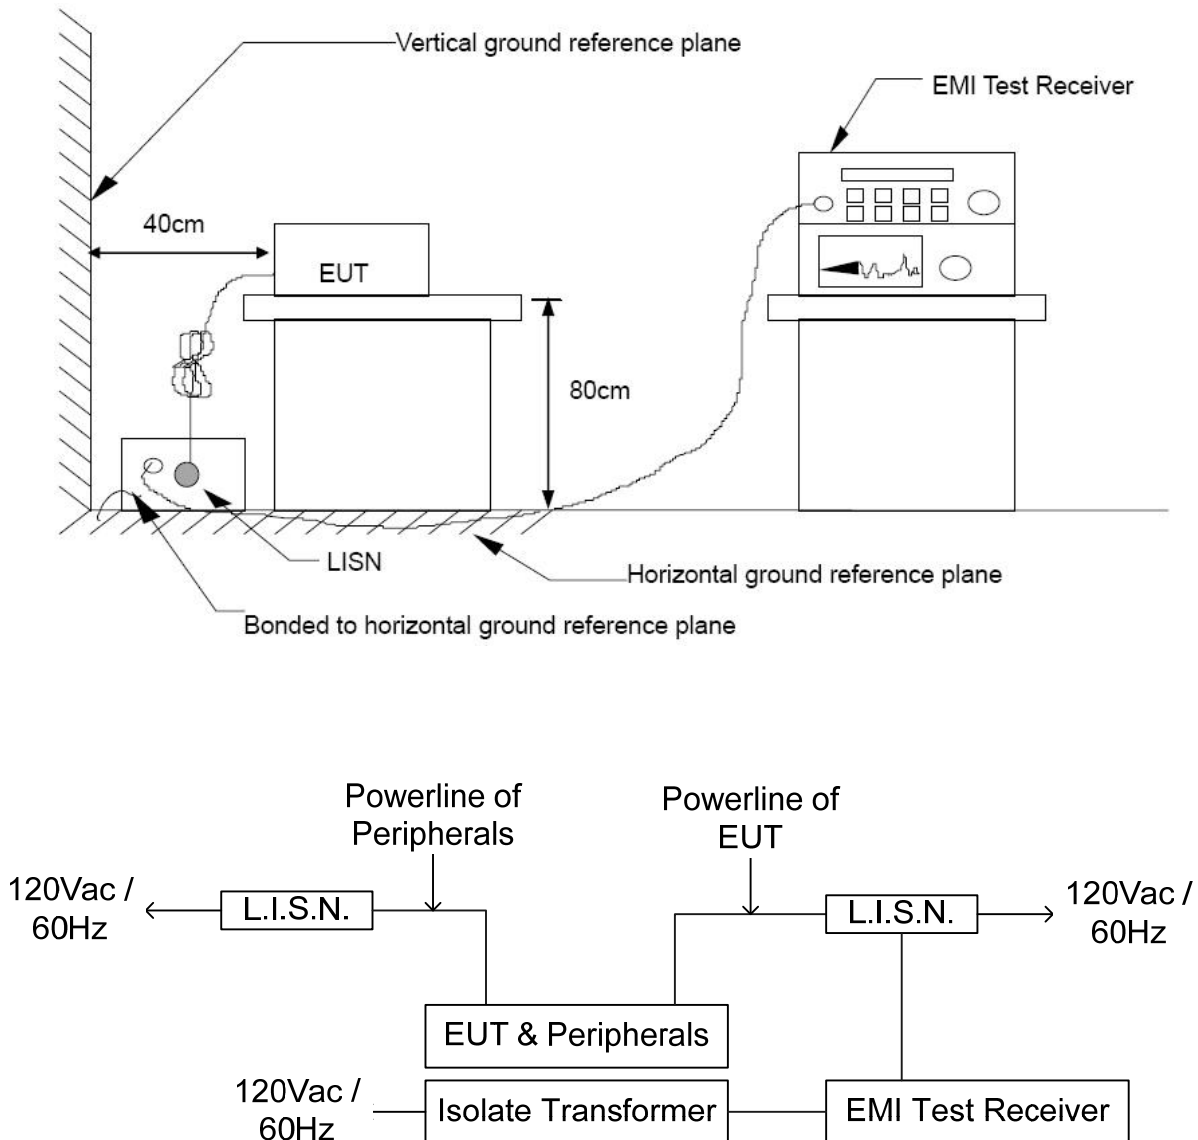 Vertical ground reference plane
EMI Test Receiver
40cm
EUT
80cm
LISN
Horizontal ground reference plane
Bonded to horizontal ground reference plane
Powerline of
Peripherals
Powerline of
EUT
120Vac /
60Hz
L.I.S.N.
L.I.S.N.
120Vac /
60Hz
EUT & Peripherals
120Vac /
60Hz
Isolate Transformer
EMI Test Receiver